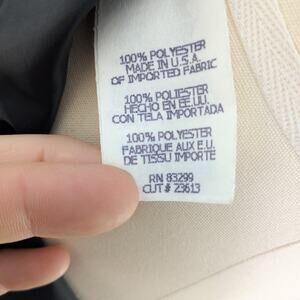 100% POLYESTER
MADE IN U.S.A.
OF IMPORTED FABRIC
100% POLIESTER
HECHO EN EE.UU.
CON TELA IMPORTADA
100% POLYESTER
FABRIQUE AUX E.U.
DE TISSU IMPORTE
RN 83299
CUT# 23613